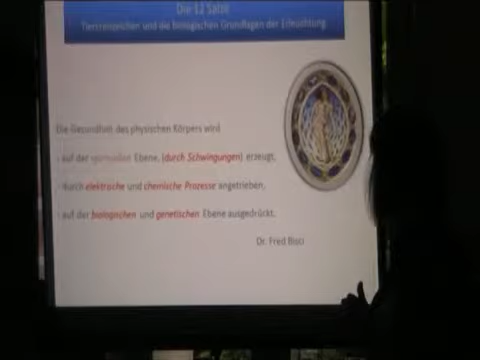 Die 12 Sätze
Tierkreiszeichen und die biologischen Grundlagen der Erleuchtung
Die Gesundheit des physischen Körpers wird
- auf der spirituellen Ebene, (durch Schwingungen) erzeugt,
- durch elektrische und chemische Prozesse angetrieben,
- auf der biologischen und genetischen Ebene ausgedrückt.
Dr. Fred Bisci